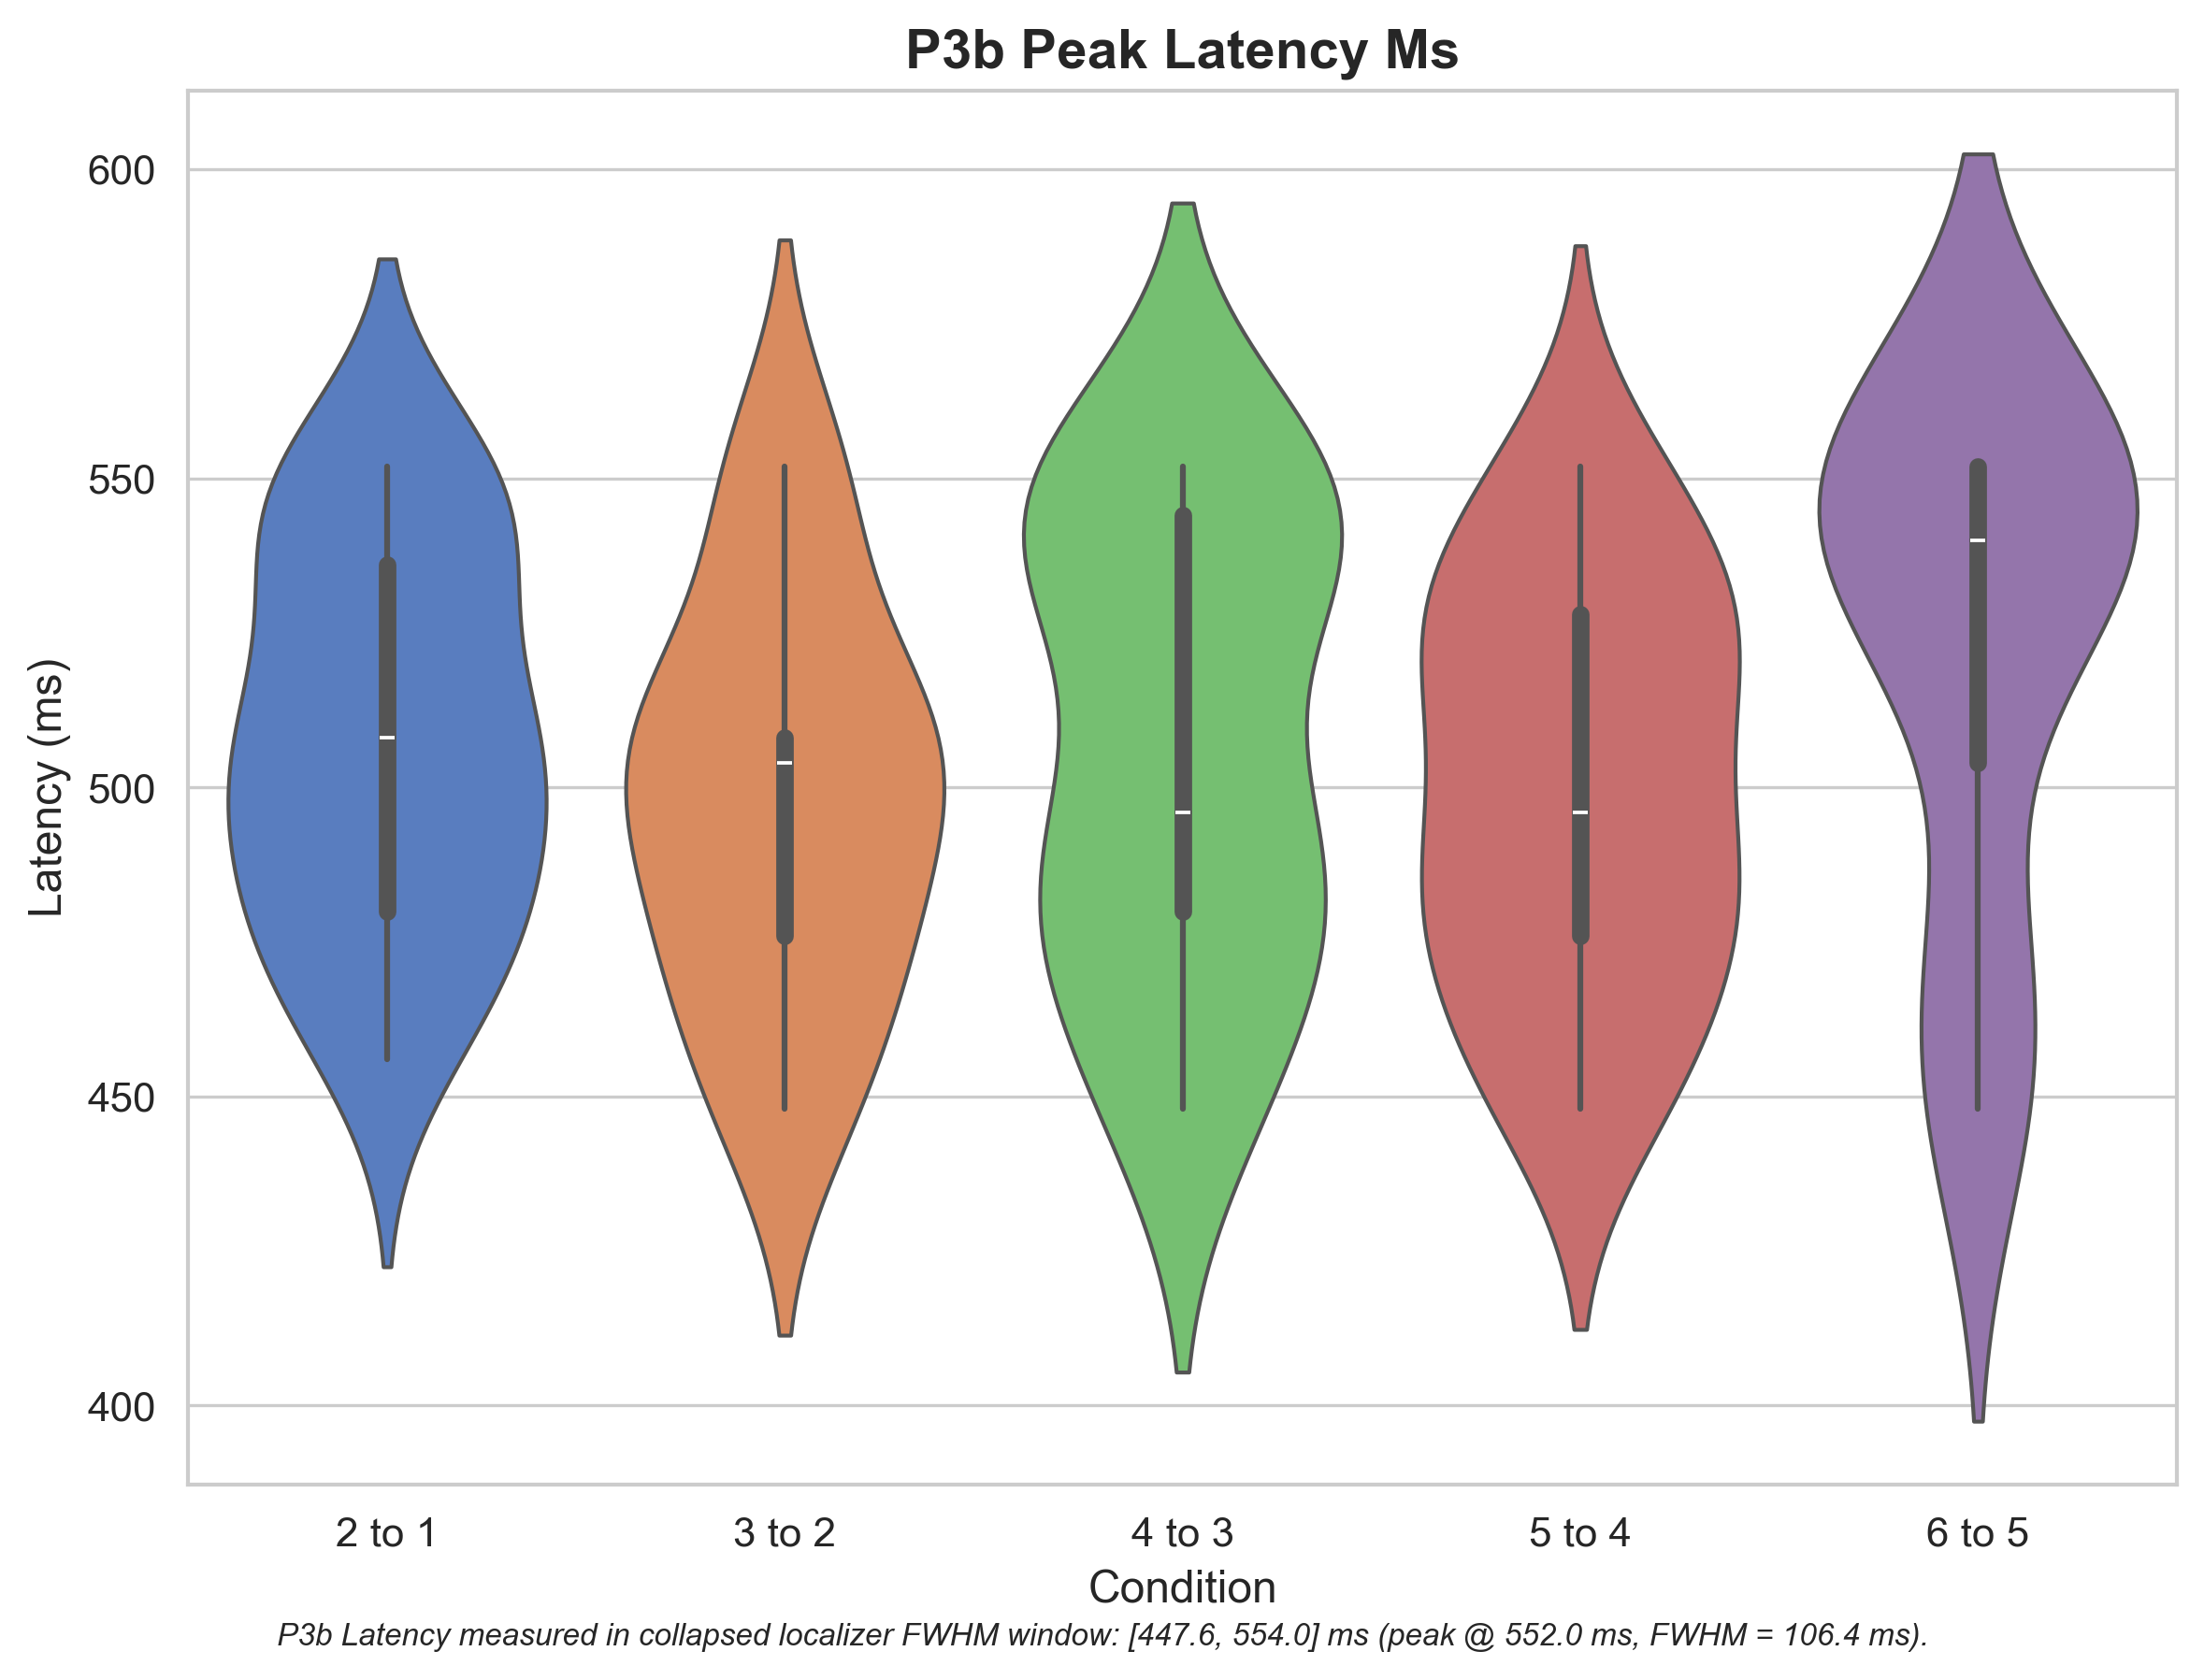 P3b Peak Latency Ms
Latency (ms)
600
550
500
450
400
2 to 1
3 to 2
4 to 3
5 to 4
6 to 5
Condition
P3b Latency measured in collapsed localizer FWHM window: [447.6, 554.0] ms (peak @ 552.0 ms, FWHM = 106.4 ms).